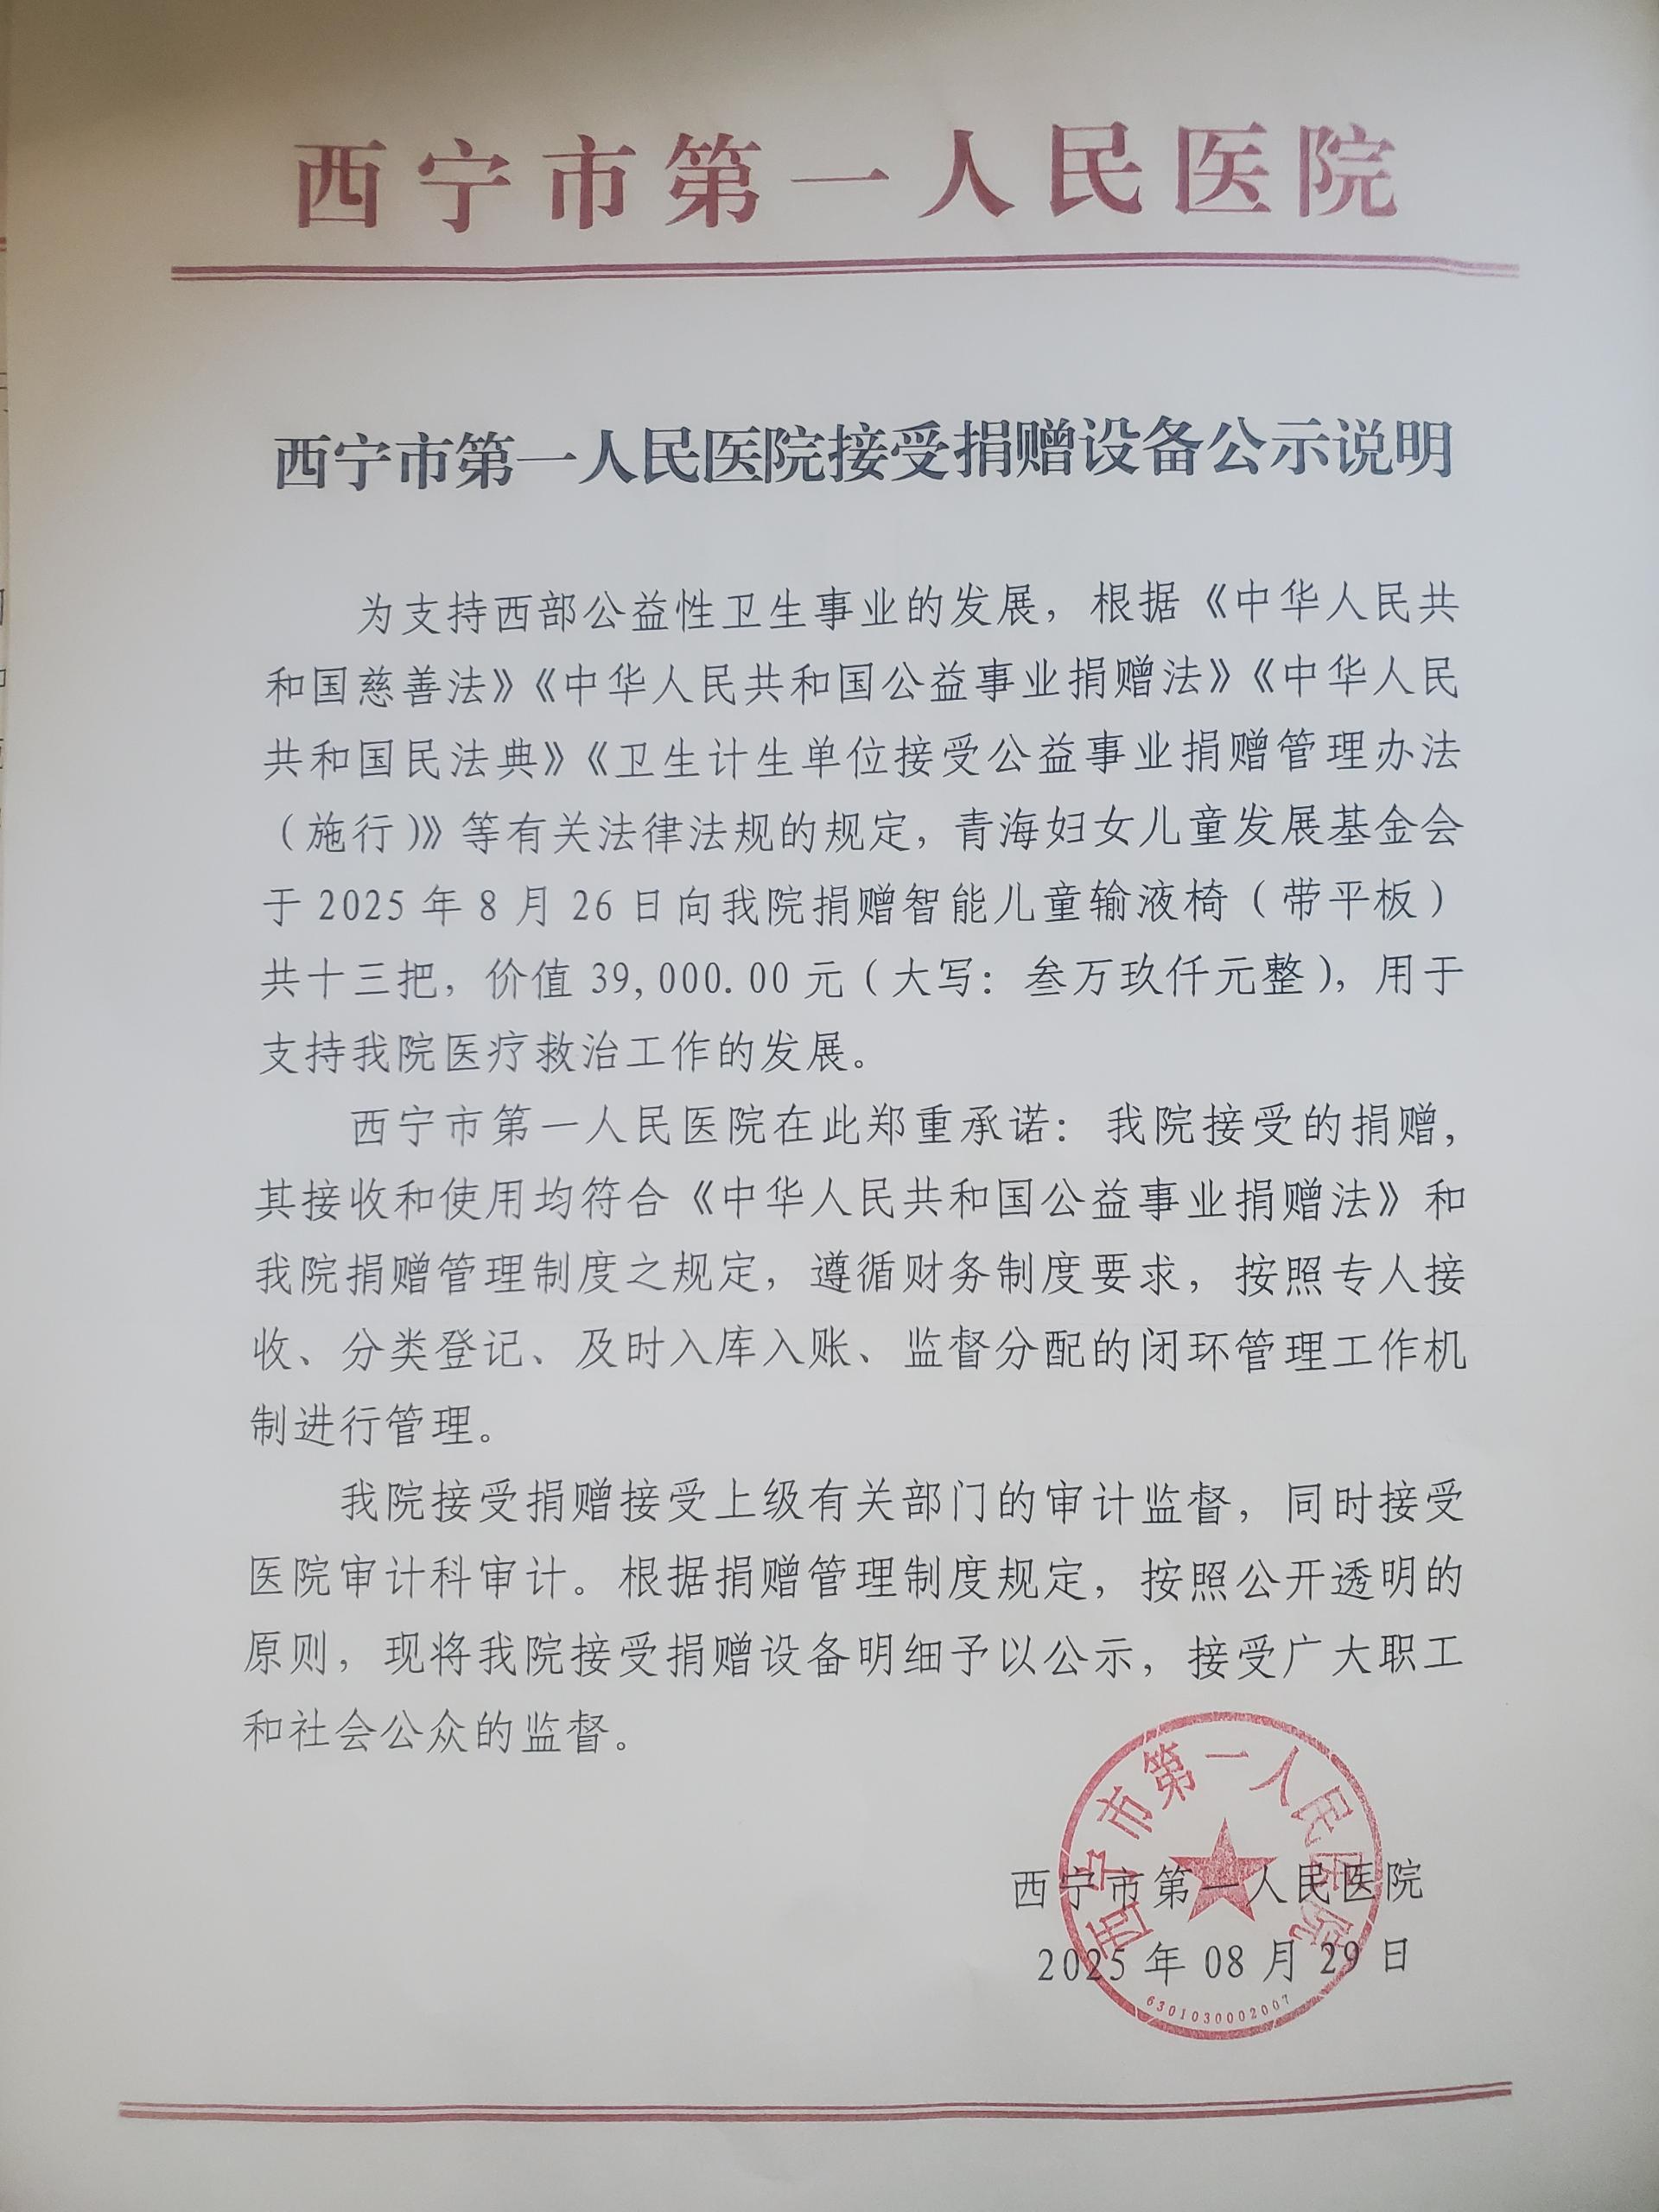 西宁市第一人民医院
西宁市第一人民医院接受捐赠设备公示说明
为支持西部公益性卫生事业的发展，根据《中华人民共
和国慈善法》《中华人民共和国公益事业捐赠法》《中华人民
共和国民法典》《卫生计生单位接受公益事业捐赠管理办法
（施行）》等有关法律法规的规定，青海妇女儿童发展基金会
于 2025 年 8 月 26 日向我院捐赠智能儿童输液椅（带平板）
共十三把，价值 39,000.00 元（大写：叁万玖仟元整），用于
支持我院医疗救治工作的发展。
西宁市第一人民医院在此郑重承诺：我院接受的捐赠，
其接收和使用均符合《中华人民共和国公益事业捐赠法》和
我院捐赠管理制度之规定，遵循财务制度要求，按照专人接
收、分类登记、及时入库入账、监督分配的闭环管理工作机
制进行管理。
我院接受捐赠接受上级有关部门的审计监督，同时接受
医院审计科审计。根据捐赠管理制度规定，按照公开透明的
原则，现将我院接受捐赠设备明细予以公示，接受广大职工
和社会公众的监督。
西宁市第一人民医院
西宁市第一人民医院
2025 年 08 月 29 日
6301030002007